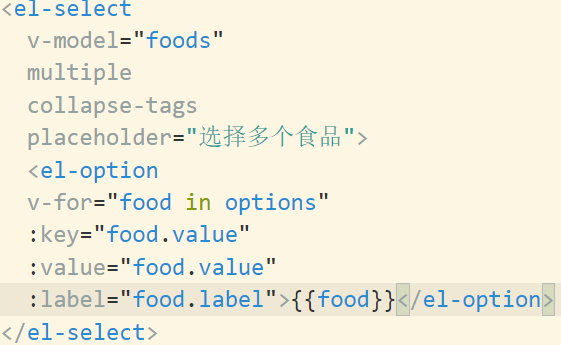 <el-select
v-model="foods"
multiple
collapse-tags
placeholder="选择多个食品">
<el-option
v-for="food in options"
:key="food.value"
:value="food.value"
:label="food.label">{{food}}</el-option>
</el-select>